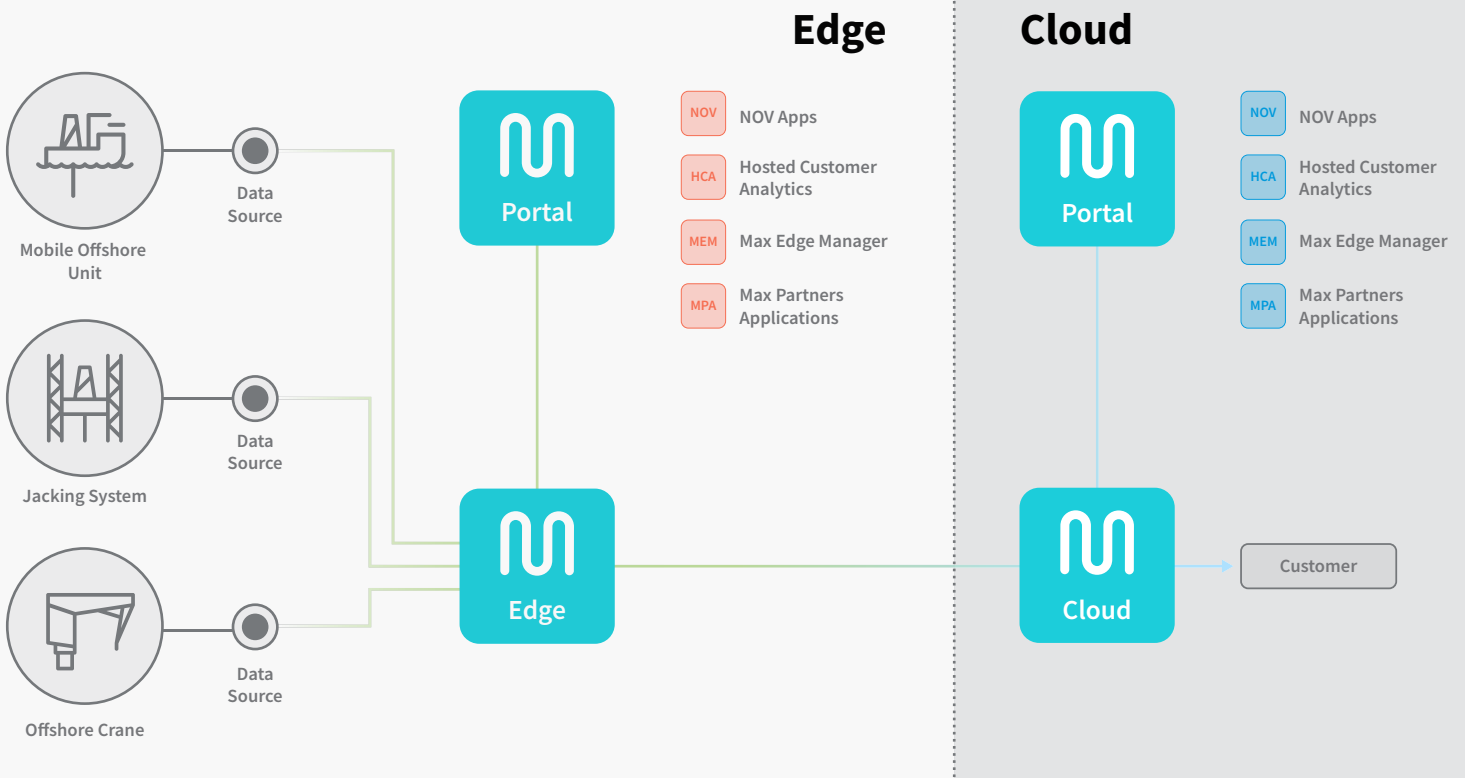 Edge
Cloud
Mobile Offshore
Unit
Data
Source
Jacking System
Data
Source
Offshore Crane
Data
Source
Portal
Edge
NOV
NOV Apps
HCA
Hosted Customer
Analytics
MEM
Max Edge Manager
MPA
Max Partners
Applications
Portal
Cloud
NOV
NOV Apps
HCA
Hosted Customer
Analytics
MEM
Max Edge Manager
MPA
Max Partners
Applications
Customer